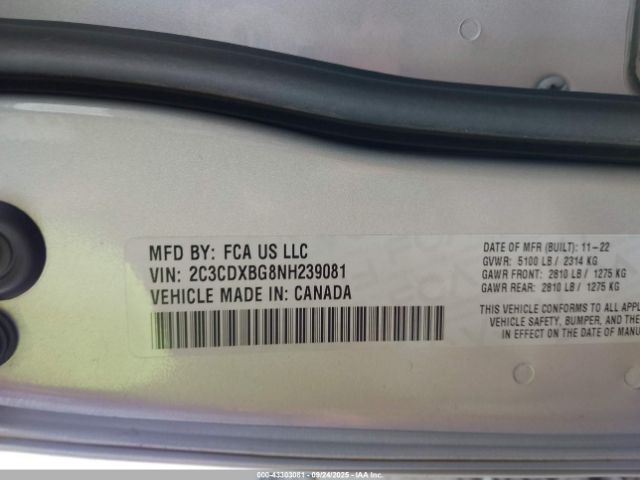 MFD BY: FCA US LLC
VIN: 2C3CDXBG8NH239081
VEHICLE MADE IN: CANADA
DATE OF MFR (BUILT): 11-22
GVWR: 5100 LB / 2314 KG
GAWR FRONT: 2810 LB / 1275 KG
GAWR REAR: 2810 LB / 1275 KG
THIS VEHICLE CONFORMS TO ALL APPL
VEHICLE SAFETY, BUMPER, AND THE
IN EFFECT ON THE DATE OF MANU
000-43303081 - 09/24/2025 - IAA Inc.